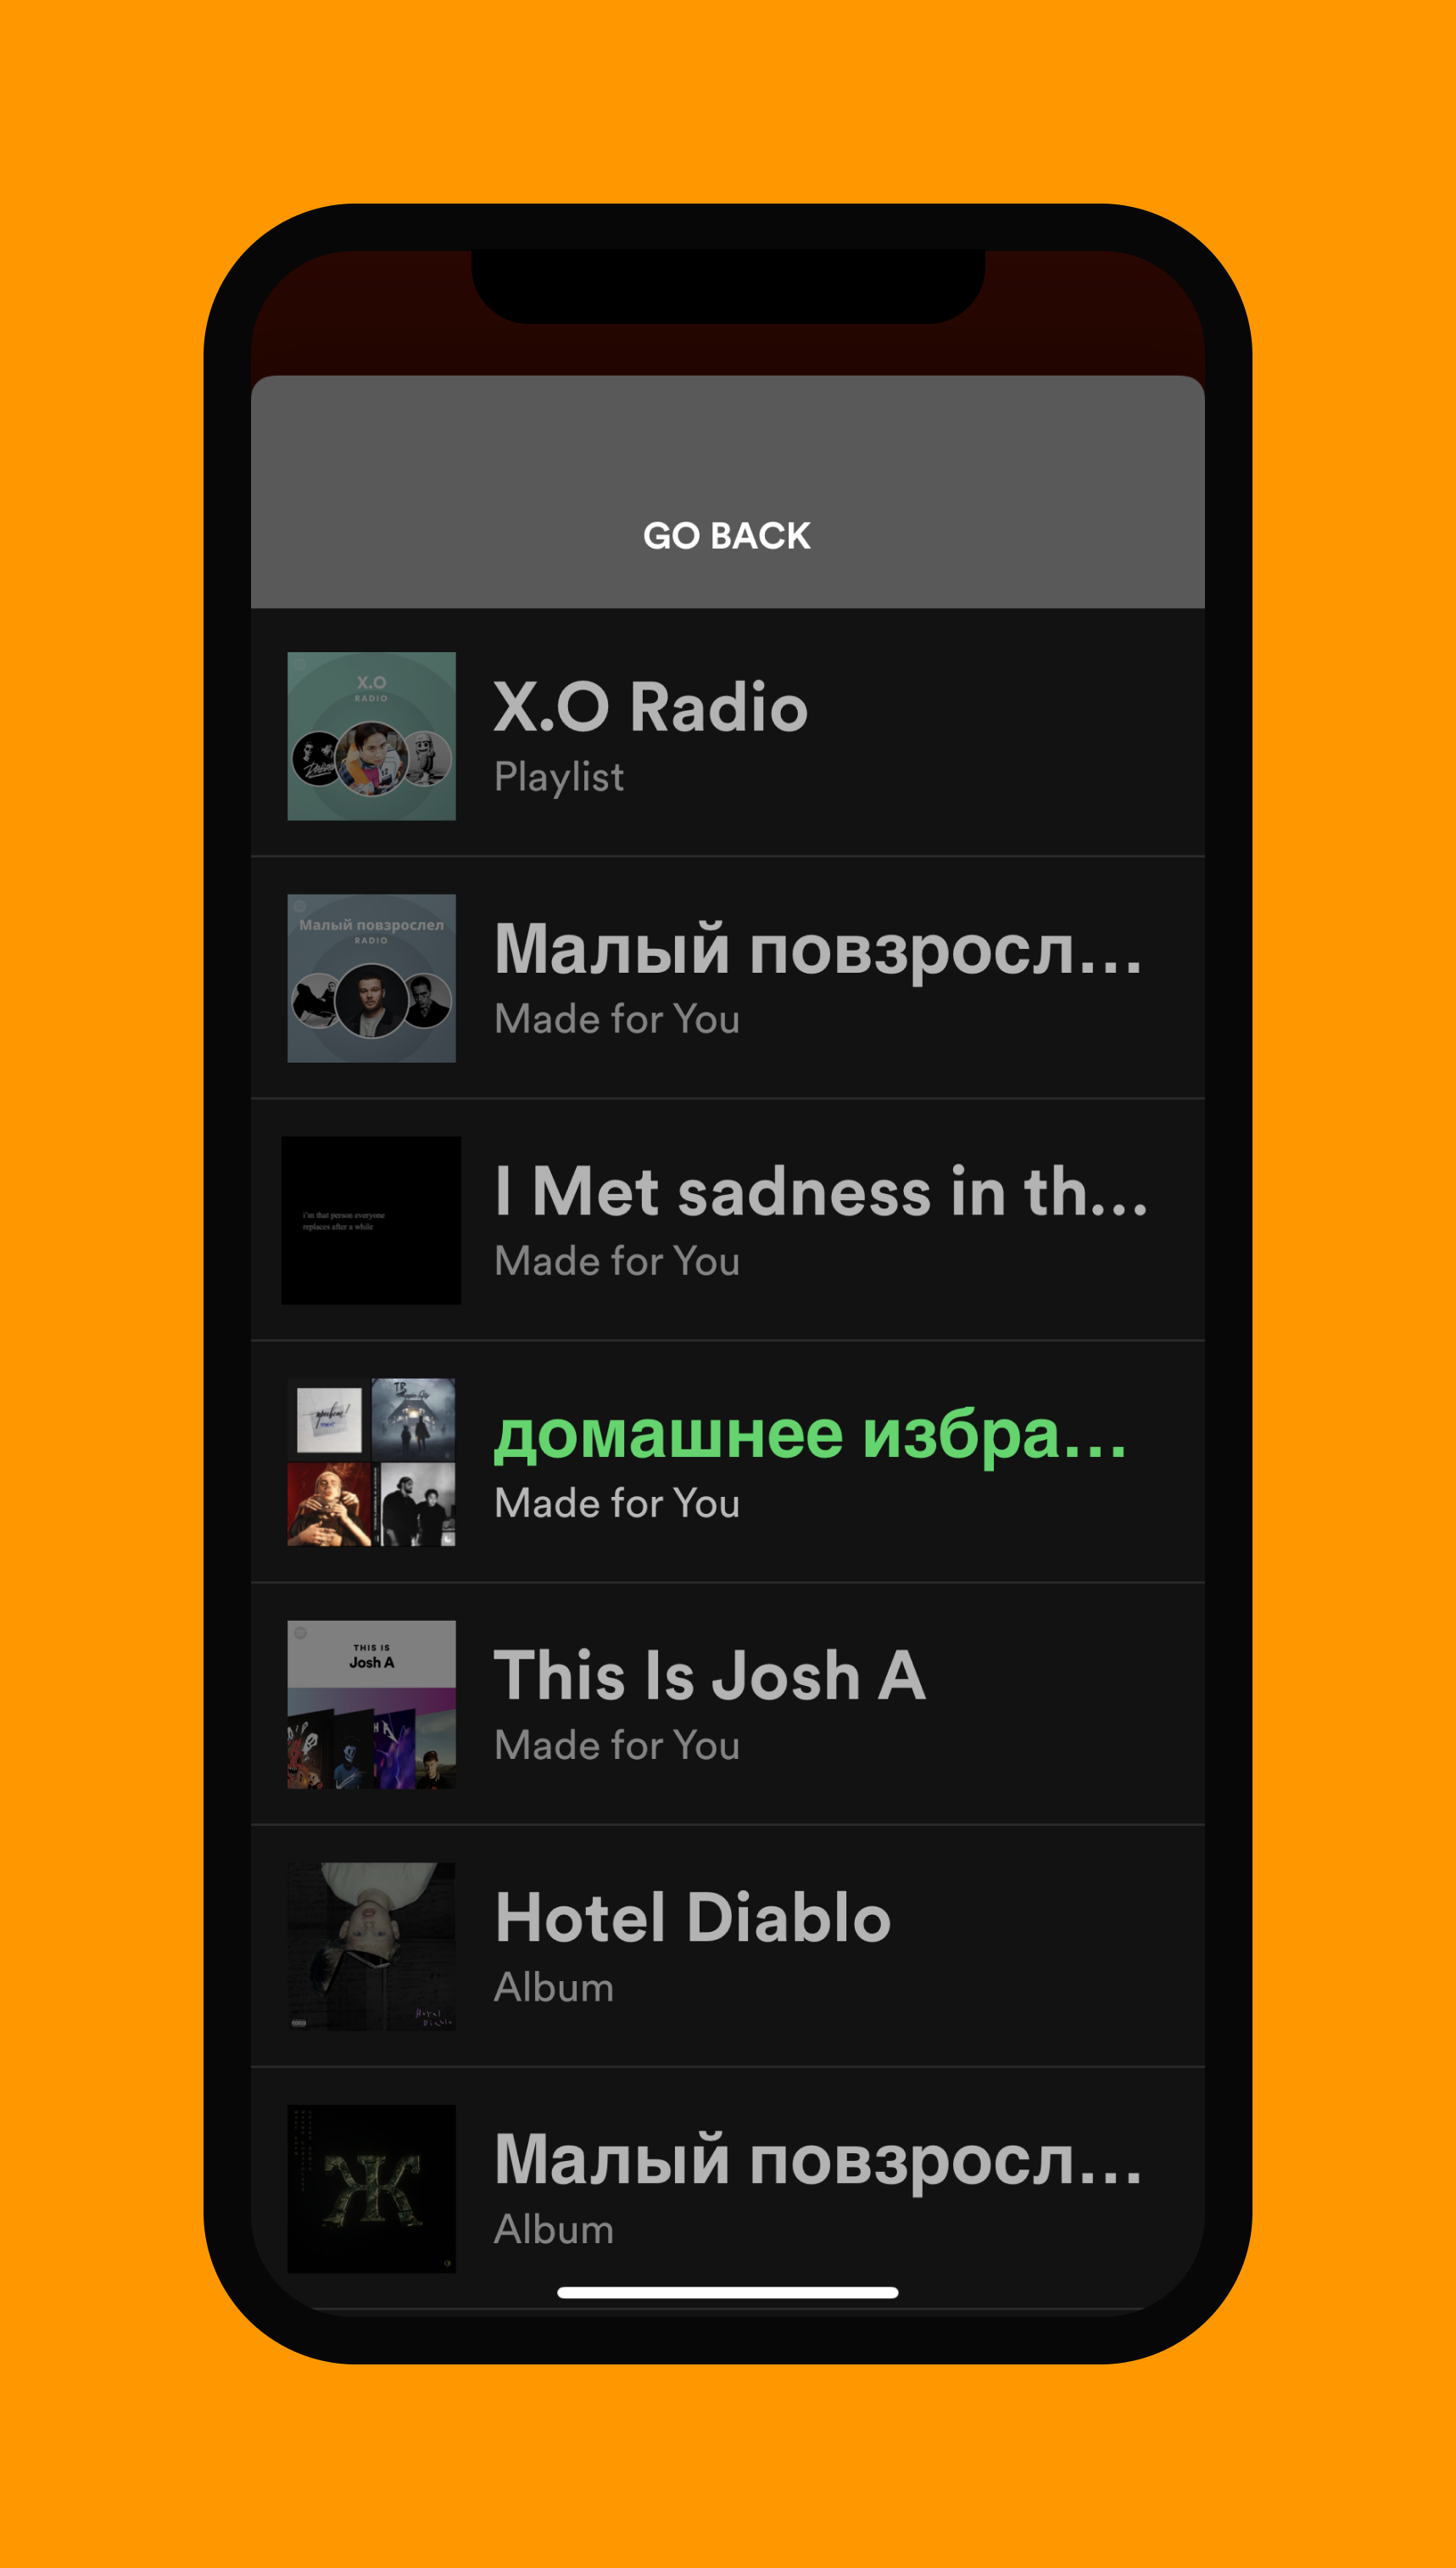 GO BACK
X.O
RADIO
X.O Radio
Playlist
Малый повзрослел
RADIO
Малый повзросл...
Made for You
i'm that person everyone
replaces after a while
I Met sadness in th...
Made for You
домашнее избра...
Made for You
THIS IS
Josh A
This Is Josh A
Made for You
Hotel Diablo
Album
Hotel
Diablo
Ж
Малый повзросл...
Album